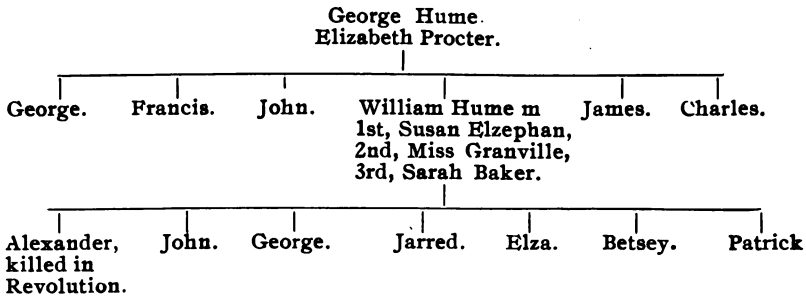 George Hume.
Elizabeth Procter.
George. Francis. John. William Hume m James. Charles.
1st, Susan Elzephan,
2nd, Miss Granville,
3rd, Sarah Baker.
Alexander, John. George. Jarred. Elza. Betsey. Patrick
killed in
Revolution.